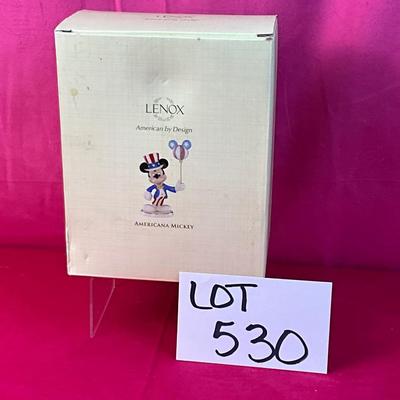 LENOX
American by Design
AMERICANA MICKEY
LOT
530